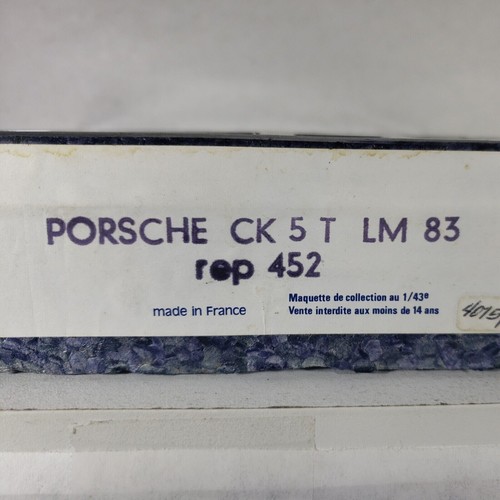 PORSCHE CK 5 T LM 83
rep 452
made in France
Maquette de collection au 1/43e
Vente interdite aux moins de 14 ans
4075